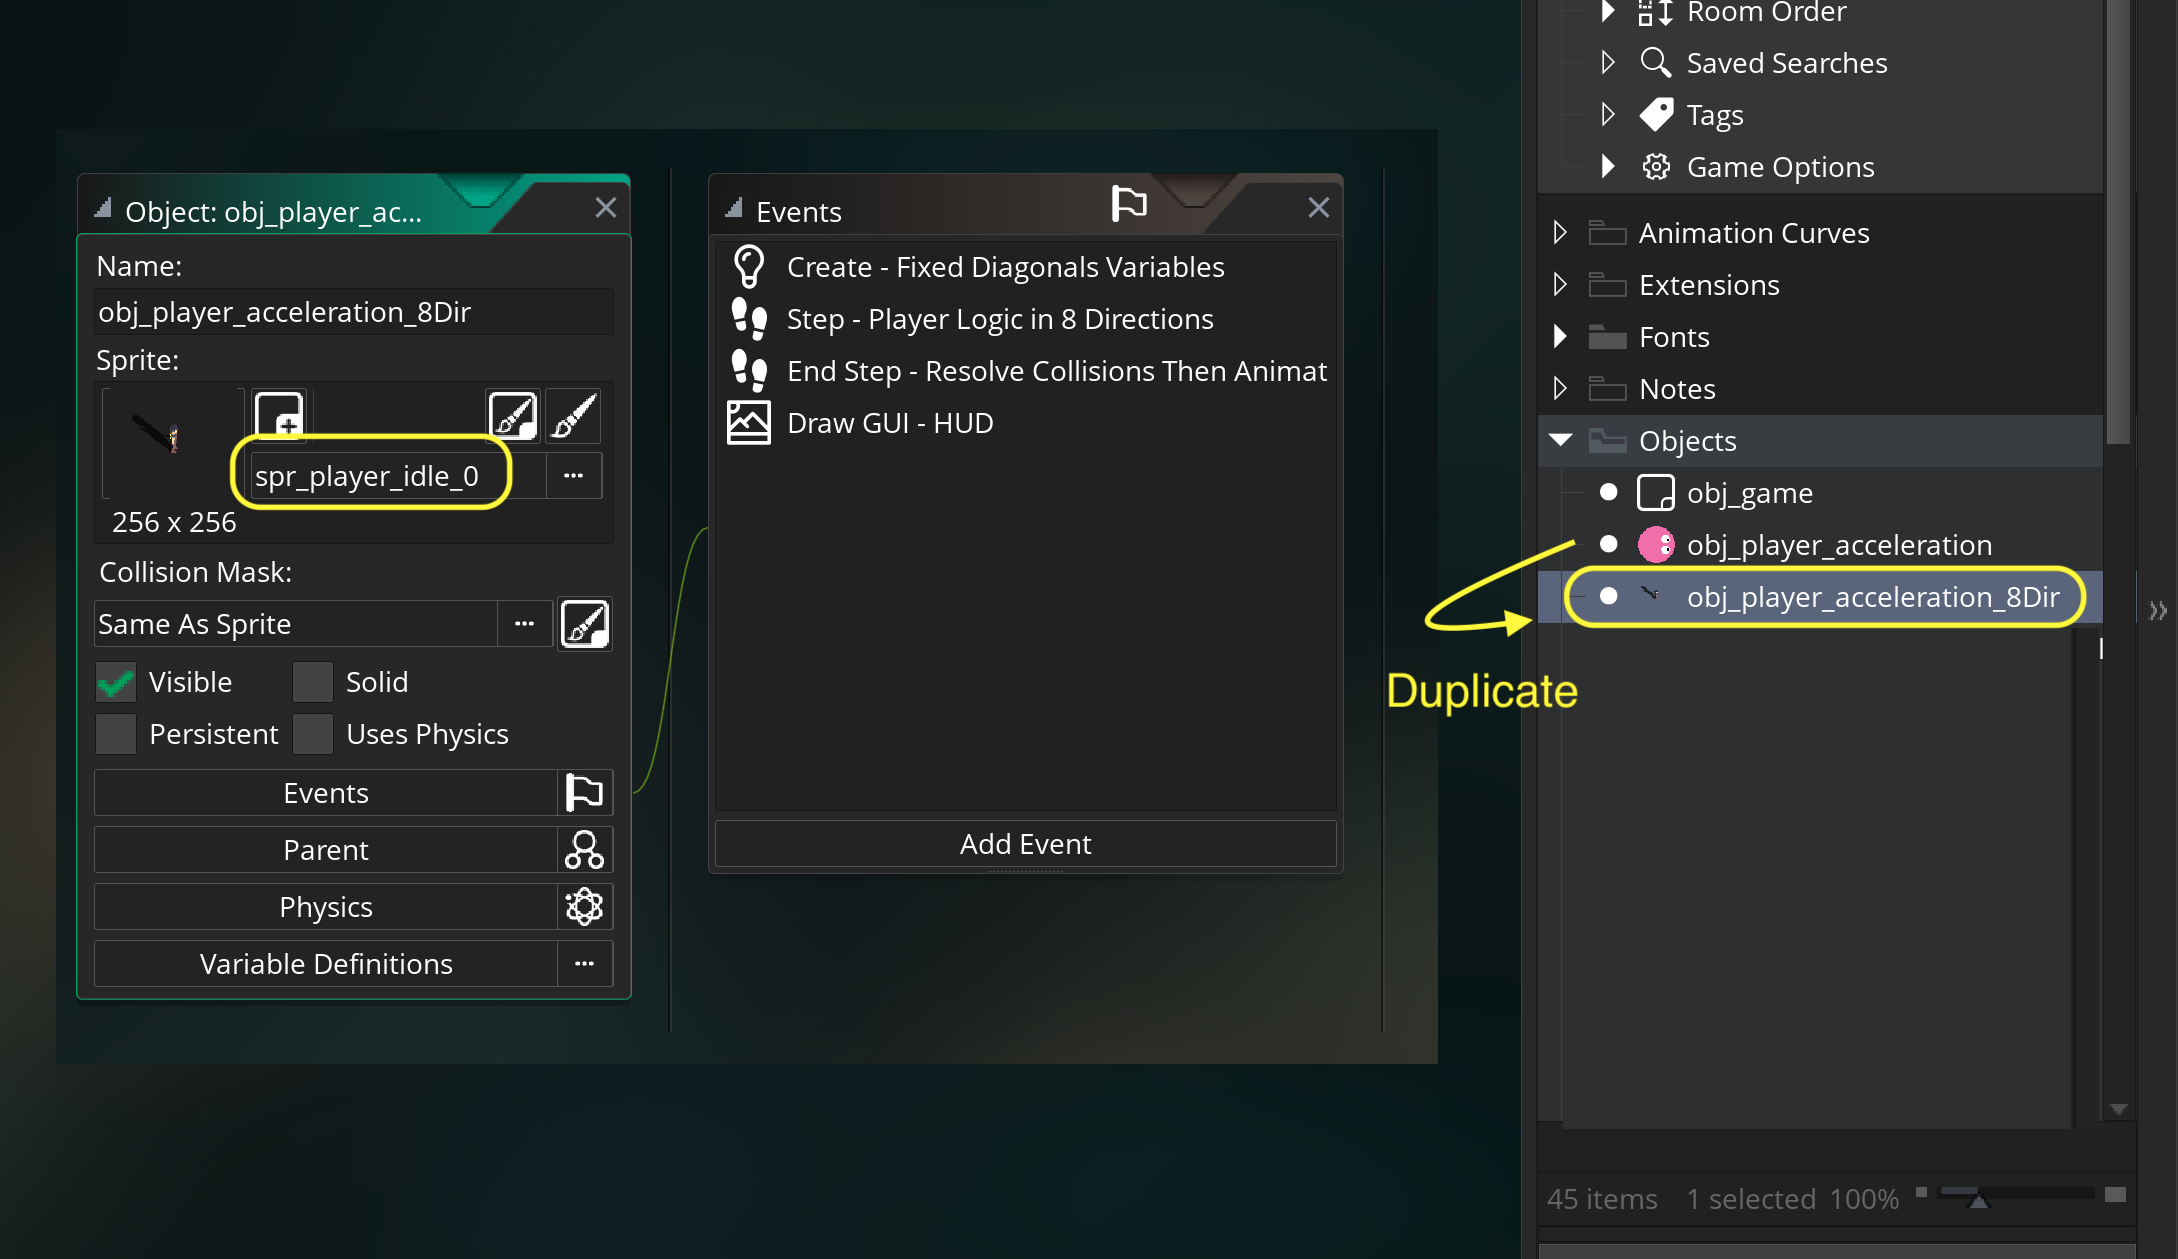 Object: obj_player_ac...
Name:
obj_player_acceleration_8Dir
Sprite:
spr_player_idle_0
...
256 x 256
Collision Mask:
Same As Sprite
...
Visible
Solid
Persistent
Uses Physics
Events
Parent
Physics
Variable Definitions
...
Events
Create - Fixed Diagonals Variables
Step - Player Logic in 8 Directions
End Step - Resolve Collisions Then Animat
Draw GUI - HUD
Add Event
Duplicate
Room Order
Saved Searches
Tags
Game Options
Animation Curves
Extensions
Fonts
Notes
Objects
obj_game
obj_player_acceleration
obj_player_acceleration_8Dir
45 items 1 selected 100%